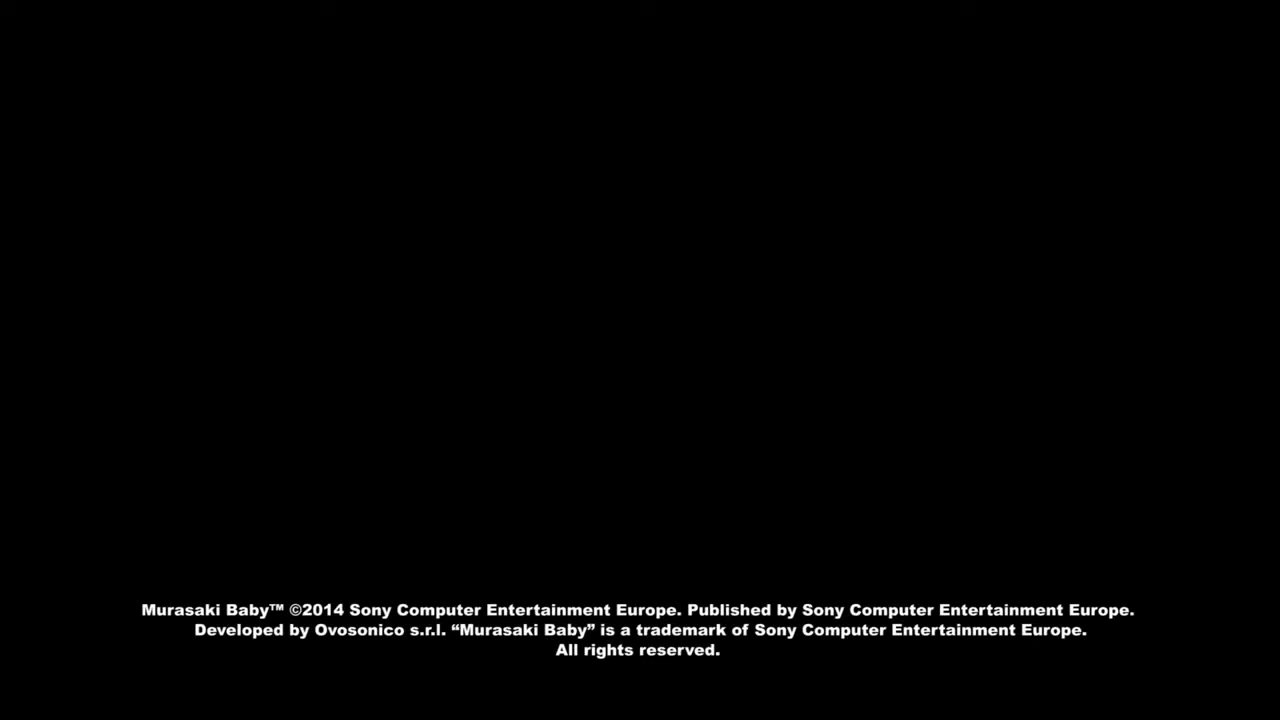 Murasaki Baby™ ©2014 Sony Computer Entertainment Europe. Published by Sony Computer Entertainment Europe.
Developed by Ovosonico s.r.l. “Murasaki Baby” is a trademark of Sony Computer Entertainment Europe.
All rights reserved.